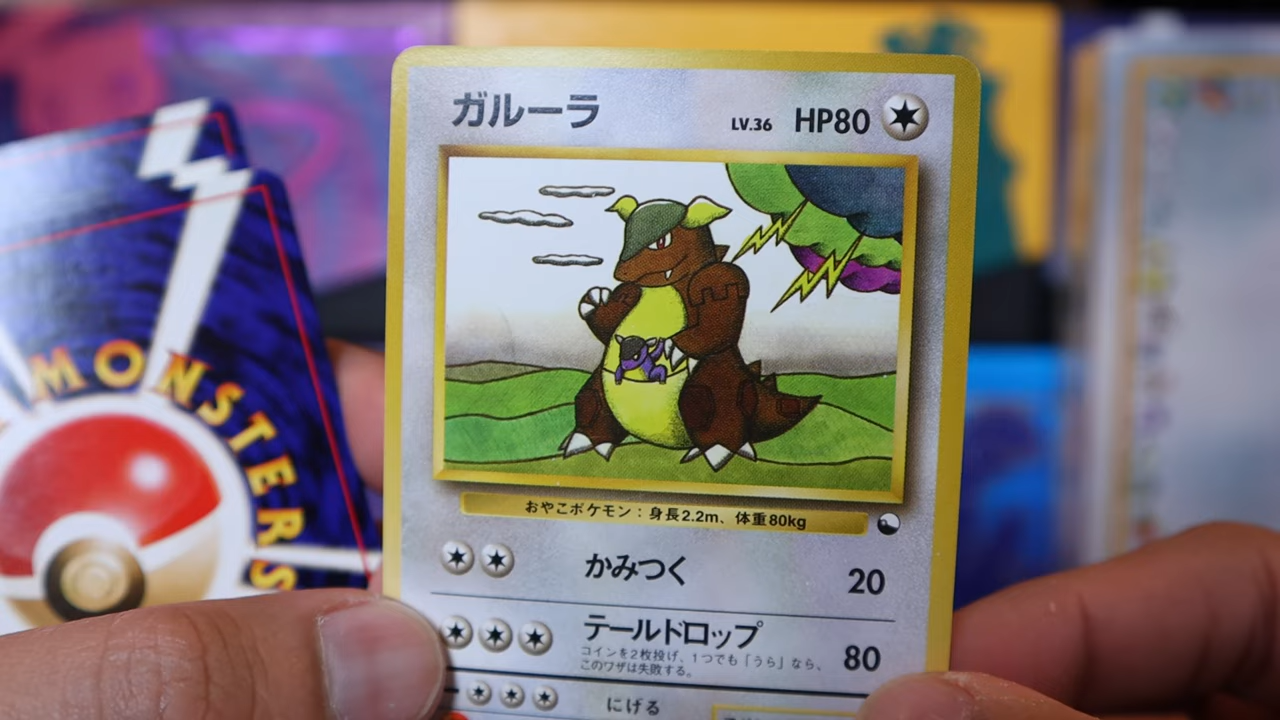 ガルーラ
LV.36 HP80
おやこポケモン：身長2.2m、体重80kg
かみつく 20
テールドロップ 80
コインを2枚投げ、1つでも「うら」なら、
このワザは失敗する。
にげる
MONSTERS